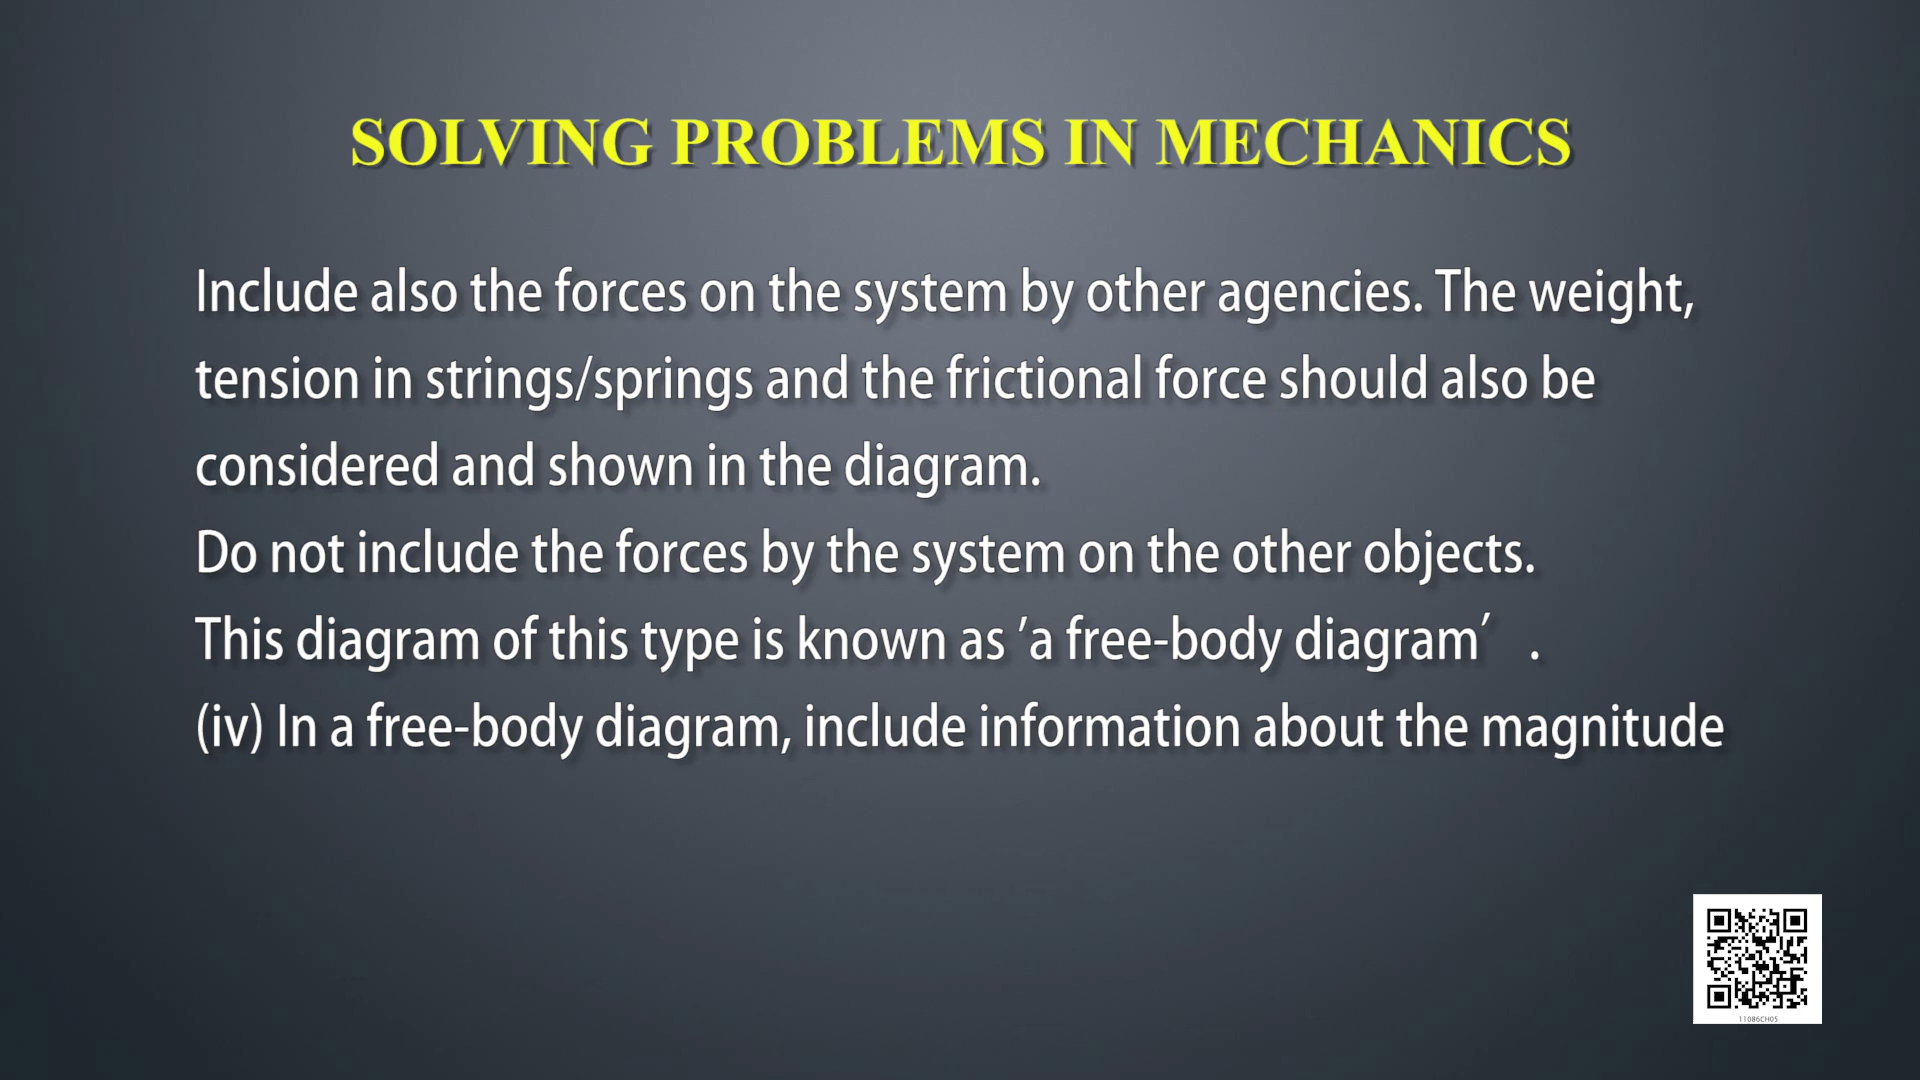 SOLVING PROBLEMS IN MECHANICS
Include also the forces on the system by other agencies. The weight,
tension in strings/springs and the frictional force should also be
considered and shown in the diagram.
Do not include the forces by the system on the other objects.
This diagram of this type is known as ′a free-body diagram′ .
(iv) In a free-body diagram, include information about the magnitude
11086CH05